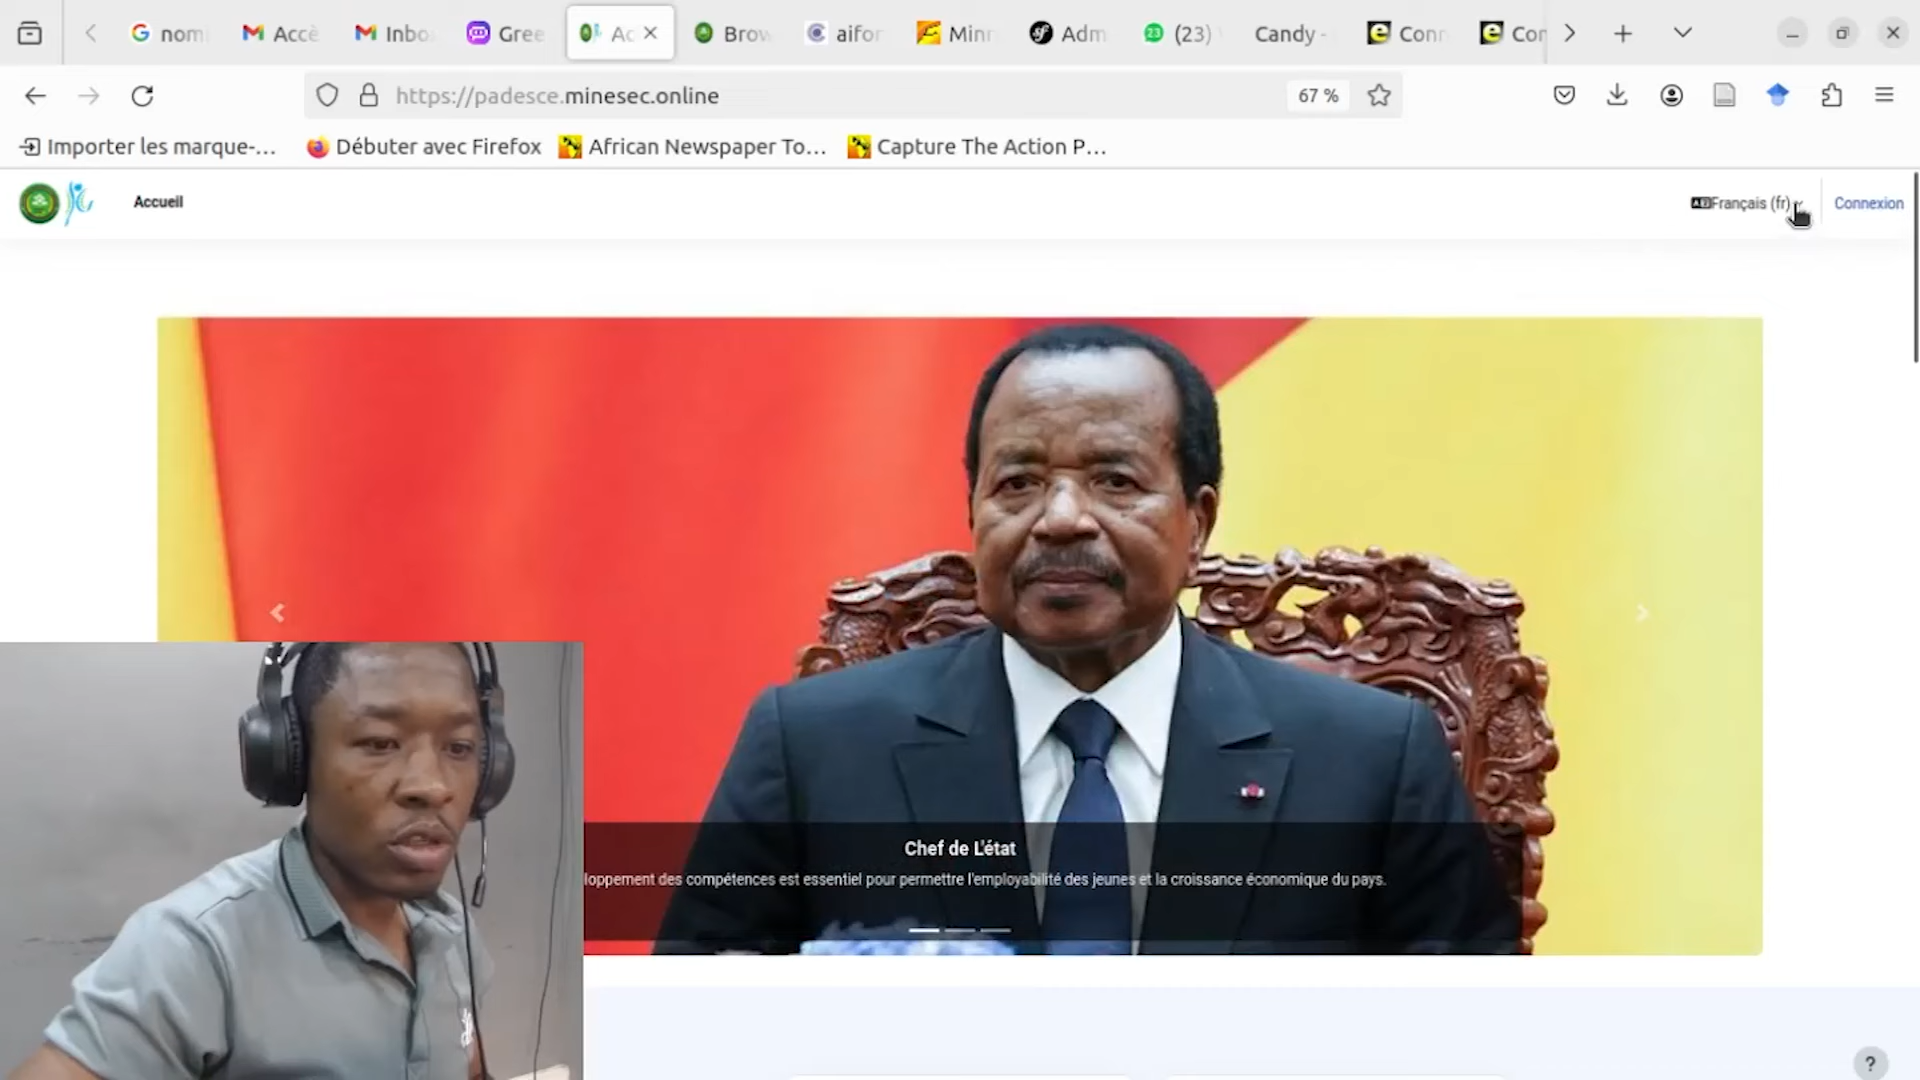 nom
Accè
Inbo
Gree
Ac
Brow
aifor
Minr
Adm
(23)
Candy -
Conr
Cor
https://padesce.minesec.online
67 %
Importer les marque-...
Débuter avec Firefox
African Newspaper To...
Capture The Action P...
Accueil
Français (fr)
Connexion
Chef de L'état
loppement des compétences est essentiel pour permettre l'employabilité des jeunes et la croissance économique du pays.
?